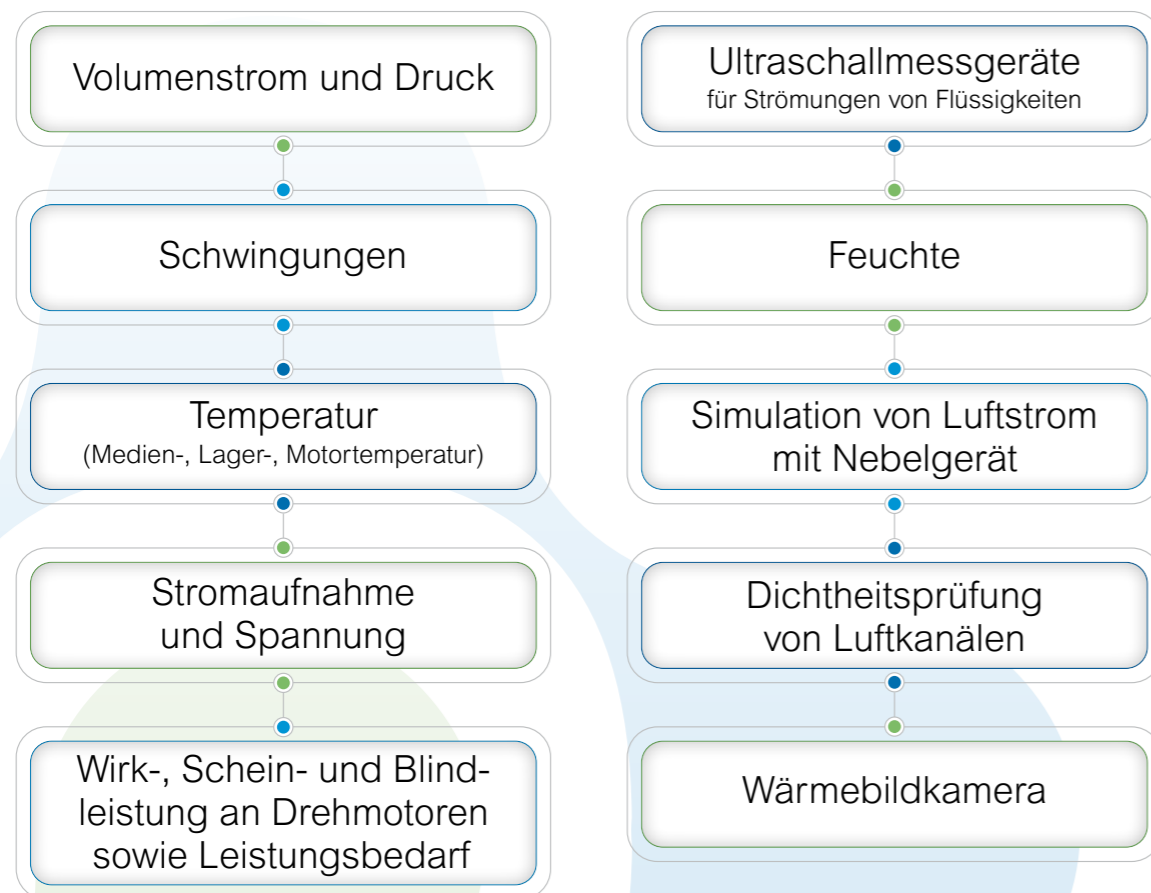 Volumenstrom und Druck
Schwingungen
Temperatur
(Medien-, Lager-, Motortemperatur)
Stromaufnahme
und Spannung
Wirk-, Schein- und Blind-
leistung an Drehmotoren
sowie Leistungsbedarf
Ultraschallmessgeräte
für Strömungen von Flüssigkeiten
Feuchte
Simulation von Luftstrom
mit Nebelgerät
Dichtheitsprüfung
von Luftkanälen
Wärmebildkamera